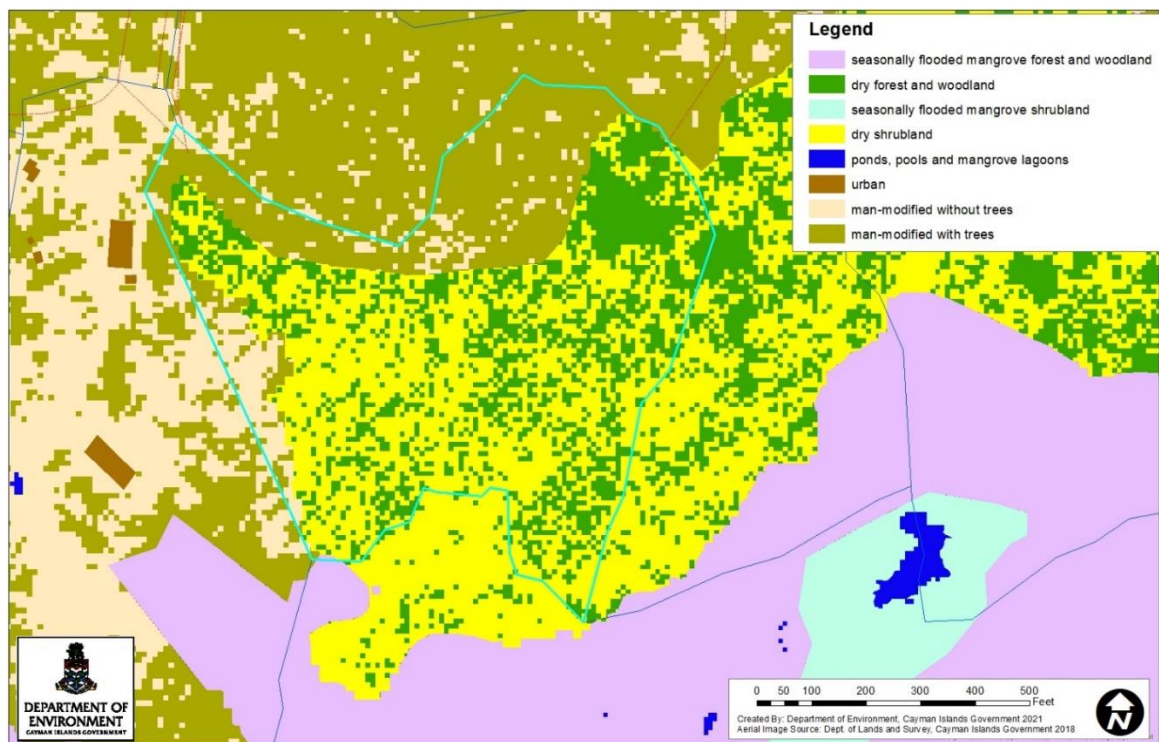 Legend
seasonally flooded mangrove forest and woodland
dry forest and woodland
seasonally flooded mangrove shrubland
dry shrubland
ponds, pools and mangrove lagoons
urban
man-modified without trees
man-modified with trees
DEPARTMENT OF
ENVIRONMENT
CAYMAN ISLANDS GOVERNMENT
0 50 100 200 300 400 500
Feet
Created By: Department of Environment, Cayman Islands Government 2021
Aerial Image Source: Dept. of Lands and Survey, Cayman Islands Government 2018
N